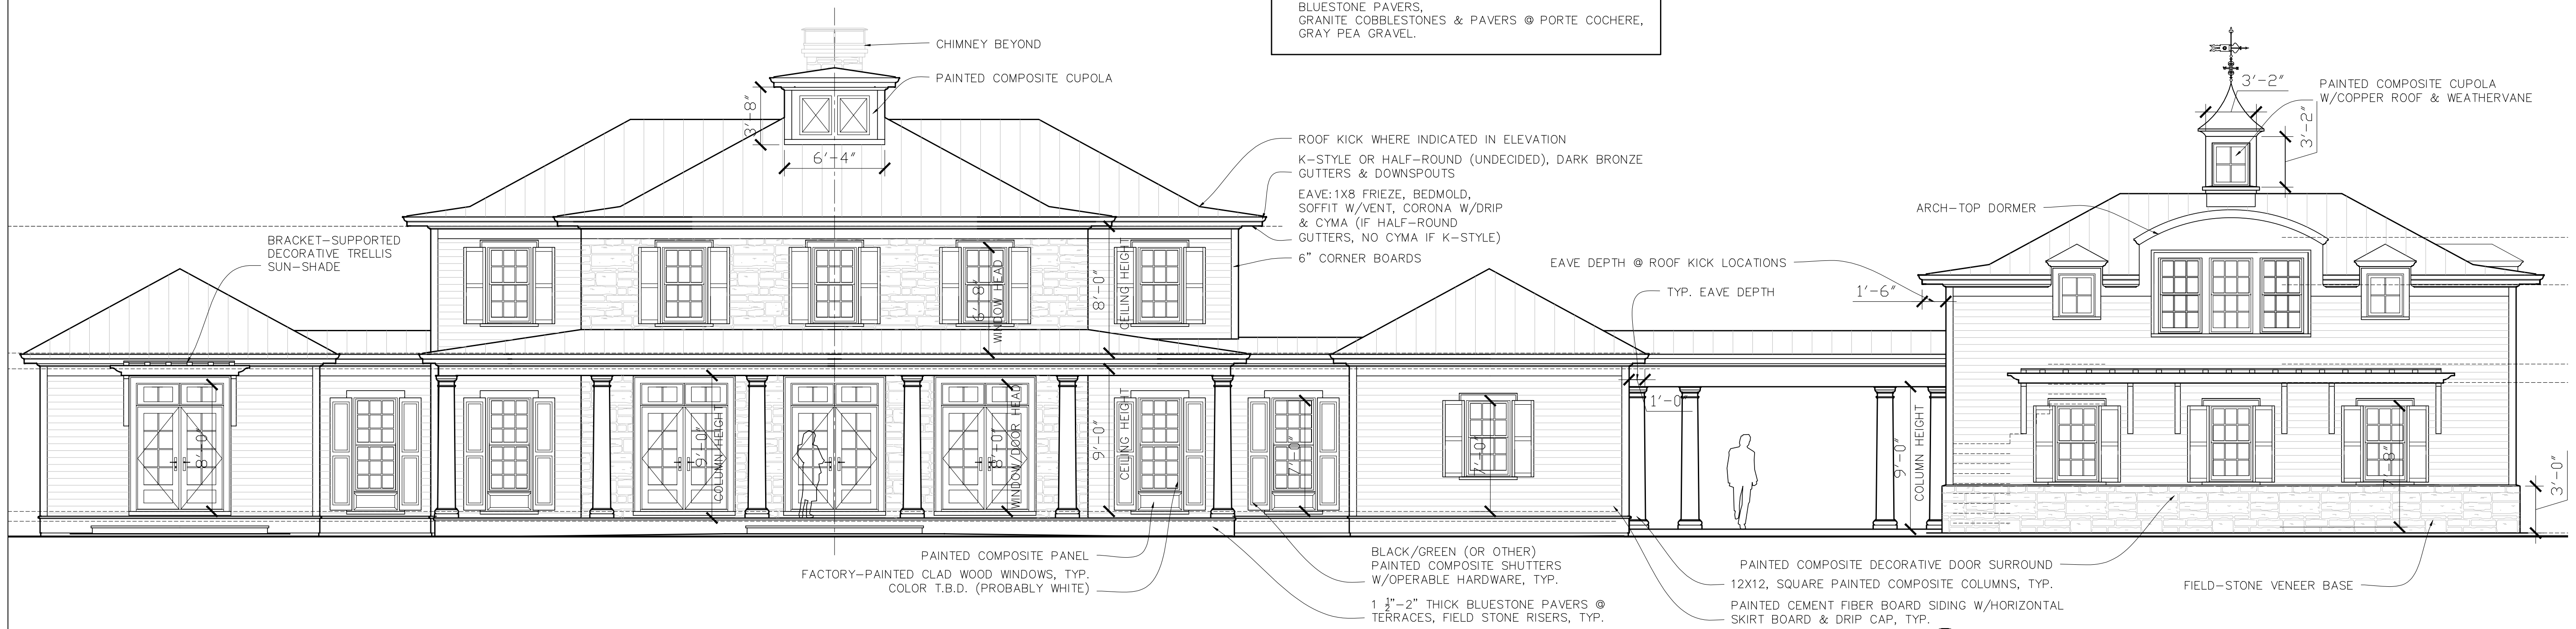 BLUESTONE PAVERS,
GRANITE COBBLESTONES & PAVERS @ PORTE COCHERE,
GRAY PEA GRAVEL.
CHIMNEY BEYOND
PAINTED COMPOSITE CUPOLA
3'-8"
6'-4"
ROOF KICK WHERE INDICATED IN ELEVATION
K-STYLE OR HALF-ROUND (UNDECIDED), DARK BRONZE
GUTTERS & DOWNSPOUTS
EAVE:1X8 FRIEZE, BEDMOLD,
SOFFIT W/VENT, CORONA W/DRIP
& CYMA (IF HALF-ROUND
GUTTERS, NO CYMA IF K-STYLE)
6" CORNER BOARDS
BRACKET-SUPPORTED
DECORATIVE TRELLIS
SUN-SHADE
6'-8"
WINDOW HEAD
8'-0"
CEILING HEIGHT
3'-2"
PAINTED COMPOSITE CUPOLA
W/COPPER ROOF & WEATHERVANE
3'-2"
ARCH-TOP DORMER
EAVE DEPTH @ ROOF KICK LOCATIONS
1'-6"
TYP. EAVE DEPTH
1'-0"
8'-0"
9'-0"
COLUMN HEIGHT
8'-0"
WINDOW/DOOR HEAD
9'-0"
CEILING HEIGHT
7'-0"
7'-0"
9'-0"
COLUMN HEIGHT
7'-8"
3'-0"
PAINTED COMPOSITE PANEL
FACTORY-PAINTED CLAD WOOD WINDOWS, TYP.
COLOR T.B.D. (PROBABLY WHITE)
BLACK/GREEN (OR OTHER)
PAINTED COMPOSITE SHUTTERS
W/OPERABLE HARDWARE, TYP.
1 ½"-2" THICK BLUESTONE PAVERS @
TERRACES, FIELD STONE RISERS, TYP.
PAINTED COMPOSITE DECORATIVE DOOR SURROUND
12X12, SQUARE PAINTED COMPOSITE COLUMNS, TYP.
PAINTED CEMENT FIBER BOARD SIDING W/HORIZONTAL
SKIRT BOARD & DRIP CAP, TYP.
FIELD-STONE VENEER BASE